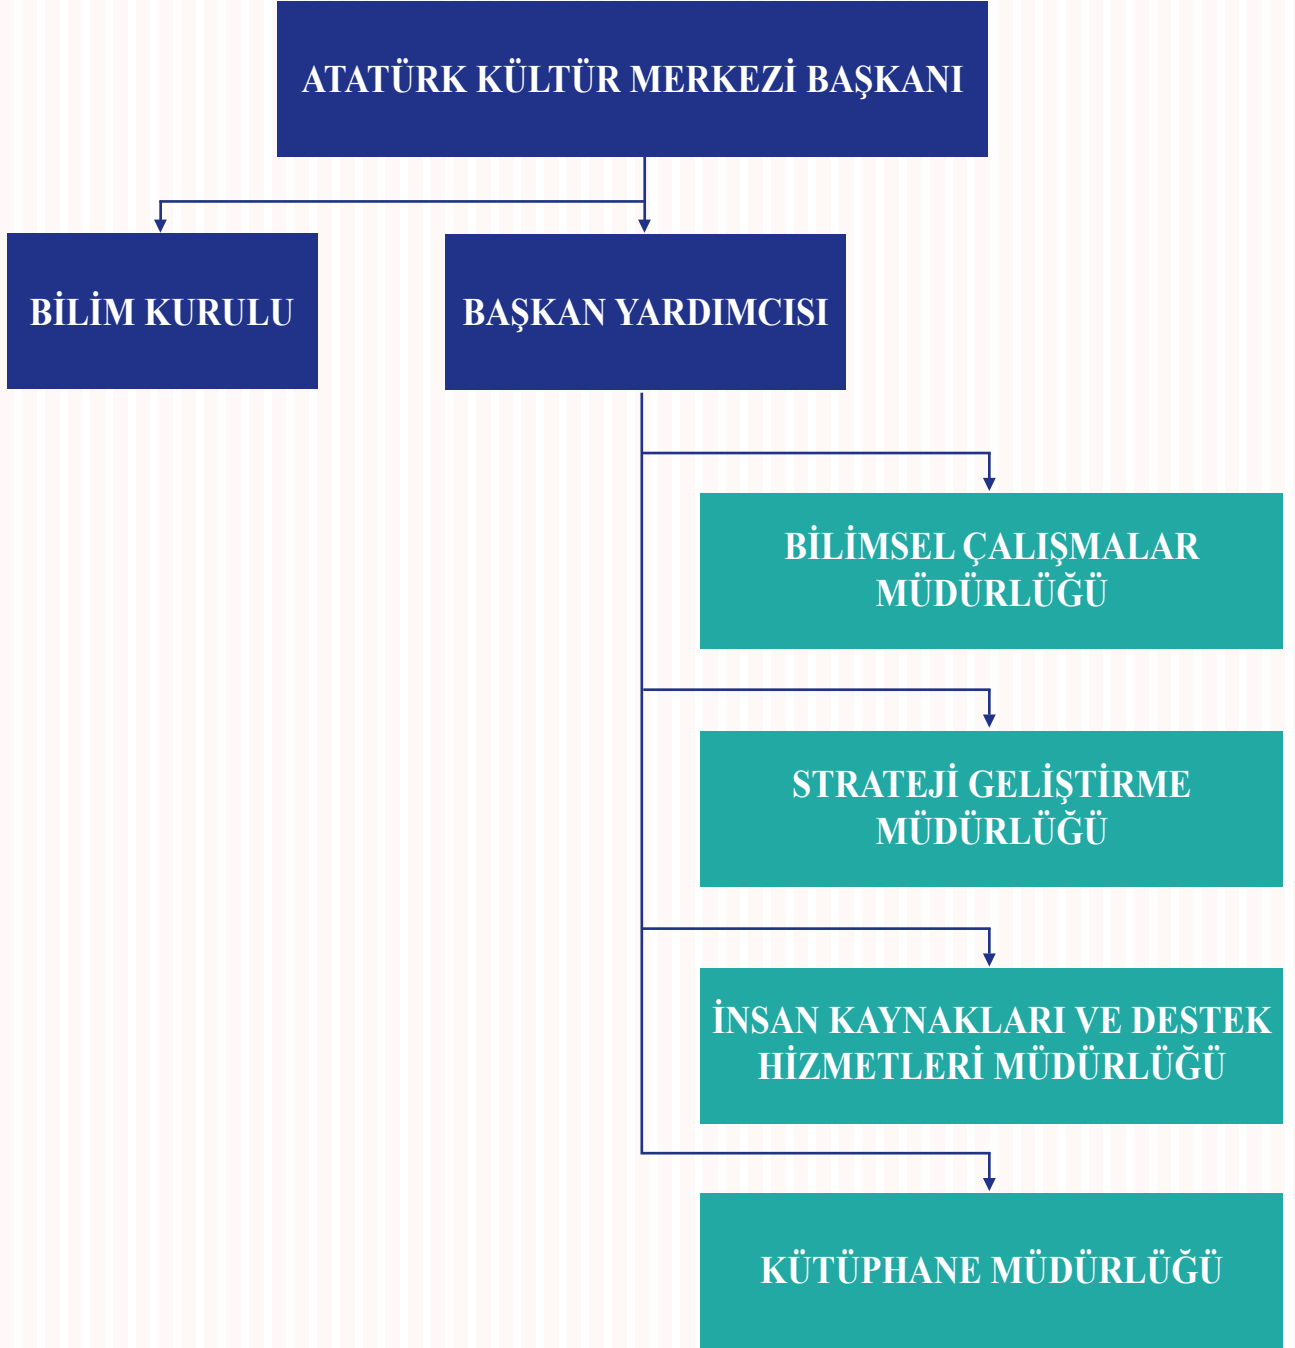 ATATÜRK KÜLTÜR MERKEZİ BAŞKANI
BİLİM KURULU
BAŞKAN YARDIMCISI
BİLİMSEL ÇALIŞMALAR
MÜDÜRLÜĞÜ
STRATEJİ GELİŞTİRME
MÜDÜRLÜĞÜ
İNSAN KAYNAKLARI VE DESTEK
HİZMETLERİ MÜDÜRLÜĞÜ
KÜTÜPHANE MÜDÜRLÜĞÜ